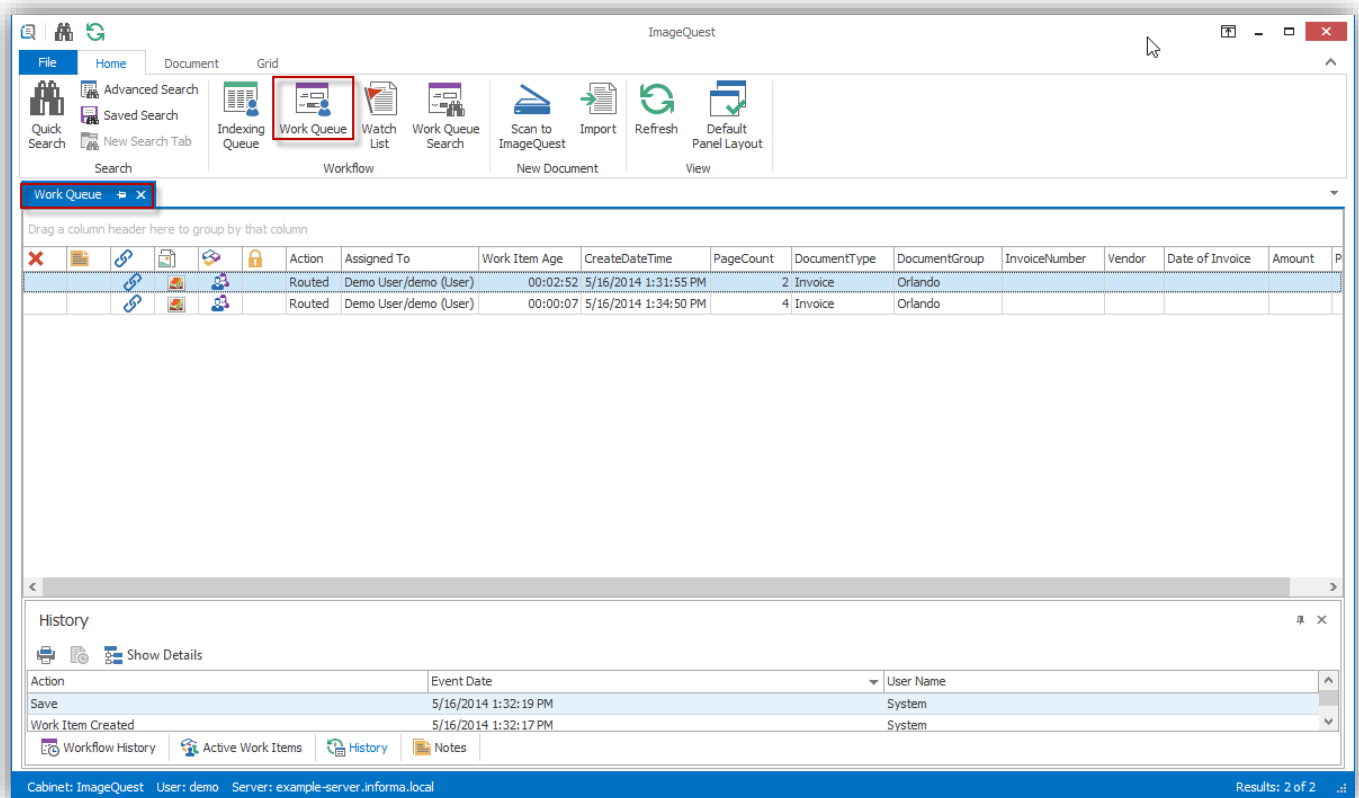 ImageQuest
File Home Document Grid
Quick Search
Advanced Search
Saved Search
New Search Tab
Search
Indexing Queue
Work Queue
Watch List
Work Queue Search
Workflow
Scan to ImageQuest
Import
New Document
Refresh
Default Panel Layout
View
Work Queue
Drag a column header here to group by that column
Action Assigned To Work Item Age CreateDateTime PageCount DocumentType DocumentGroup InvoiceNumber Vendor Date of Invoice Amount P
Routed Demo User/demo (User) 00:02:52 5/16/2014 1:31:55 PM 2 Invoice Orlando
Routed Demo User/demo (User) 00:00:07 5/16/2014 1:34:50 PM 4 Invoice Orlando
History
Show Details
Action Event Date User Name
Save 5/16/2014 1:32:19 PM System
Work Item Created 5/16/2014 1:32:17 PM System
Workflow History Active Work Items History Notes
Cabinet: ImageQuest User: demo Server: example-server.informa.local Results: 2 of 2